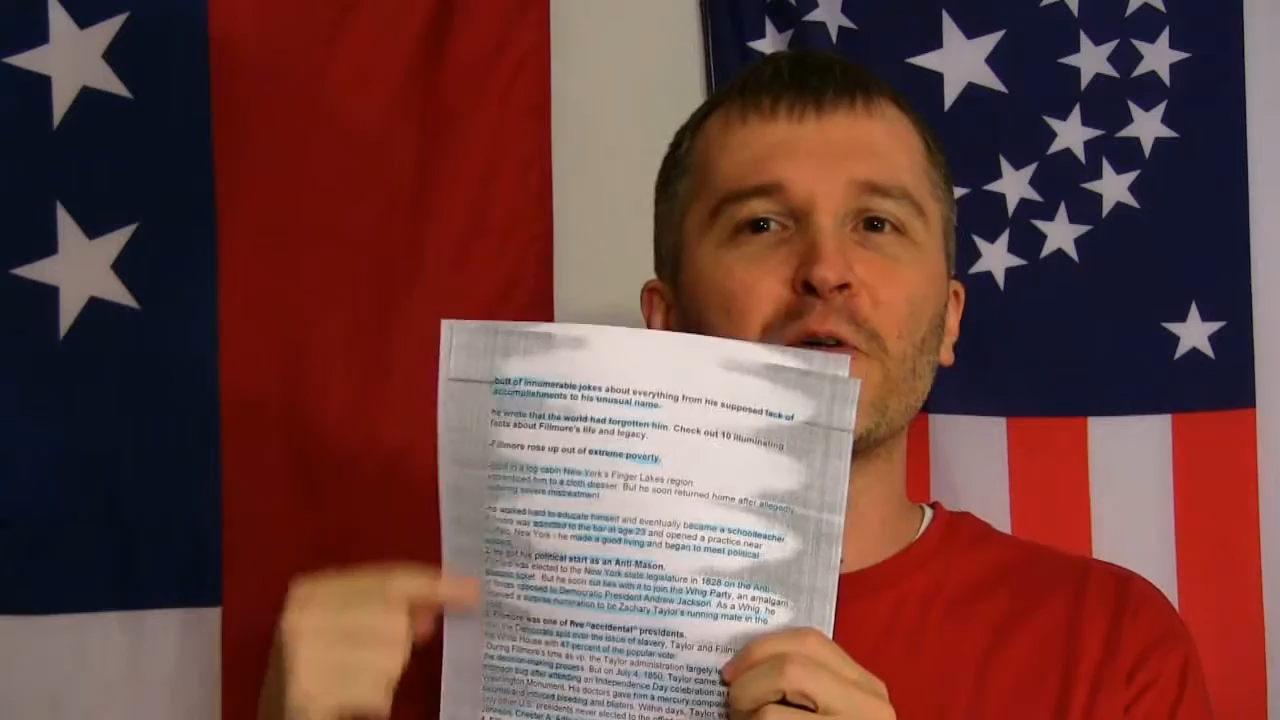 butt of innumerable jokes about everything from his supposed lack of
accomplishments to his unusual name.
he wrote that the world had forgotten him. Check out 10 illuminating
facts about Fillmore's life and legacy.
-Fillmore rose up out of extreme poverty.
in a log cabin New York's Finger Lakes region.
him to a cloth dresser. But he soon returned home after allegedly
severe mistreatment
-he worked hard to educate himself and eventually became a schoolteacher
was admitted to the bar at age 23 and opened a practice near
New York - he made a good living and began to meet political
2. He got his political start as an Anti-Mason.
was elected to the New York state legislature in 1828 on the Anti-
ticket. But he soon cut ties with it to join the Whig Party, an amalgam
of forces opposed to Democratic President Andrew Jackson. As a Whig, he
received a surprise nomination to be Zachary Taylor's running mate in the
3. Fillmore was one of five "accidental" presidents.
the Democrats split over the issue of slavery, Taylor and
the White House with 47 percent of the popular vote.
During Fillmore's time as vp, the Taylor administration largely
the decision-making process. But on July 4, 1850, Taylor came
bug after attending an Independence Day celebration at
Washington Monument. His doctors gave him a mercury
and induced bleeding and blisters. Within days, Taylor
only other U.S. presidents never elected to the
Johnson, Chester A.